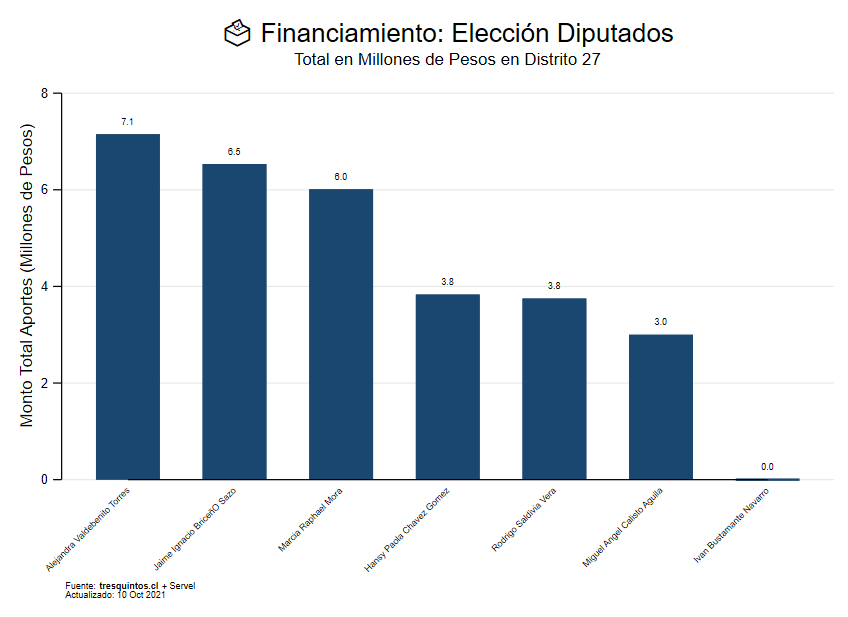 Financiamiento: Elección Diputados
Total en Millones de Pesos en Distrito 27
Monto Total Aportes (Millones de Pesos)
8
6
4
2
0
7.1
6.5
6.0
3.8
3.8
3.0
0.0
Alejandra Valdebenito Torres
Jaime Ignacio BriceñO Sazo
Marcia Raphael Mora
Hansy Paola Chavez Gomez
Rodrigo Saldivia Vera
Miguel Angel Calisto Aguila
Ivan Bustamante Navarro
Fuente: tresquintos.cl + Servel
Actualizado: 10 Oct 2021